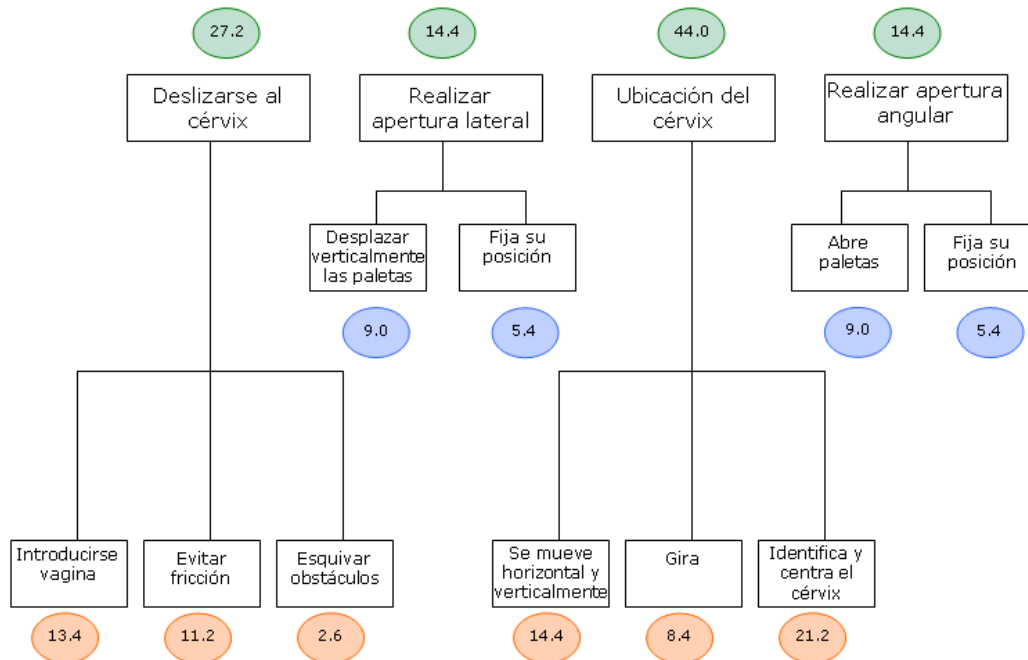 27.2
14.4
44.0
14.4
Deslizarse al
cérvix
Realizar
apertura lateral
Ubicación del
cérvix
Realizar apertura
angular
Desplazar
verticalmente
las paletas
Fija su
posición
Abre
paletas
Fija su
posición
9.0
5.4
9.0
5.4
Introducirse
vagina
Evitar
fricción
Esquivar
obstáculos
Se mueve
horizontal y
verticalmente
Gira
Identifica y
centra el
cérvix
13.4
11.2
2.6
14.4
8.4
21.2